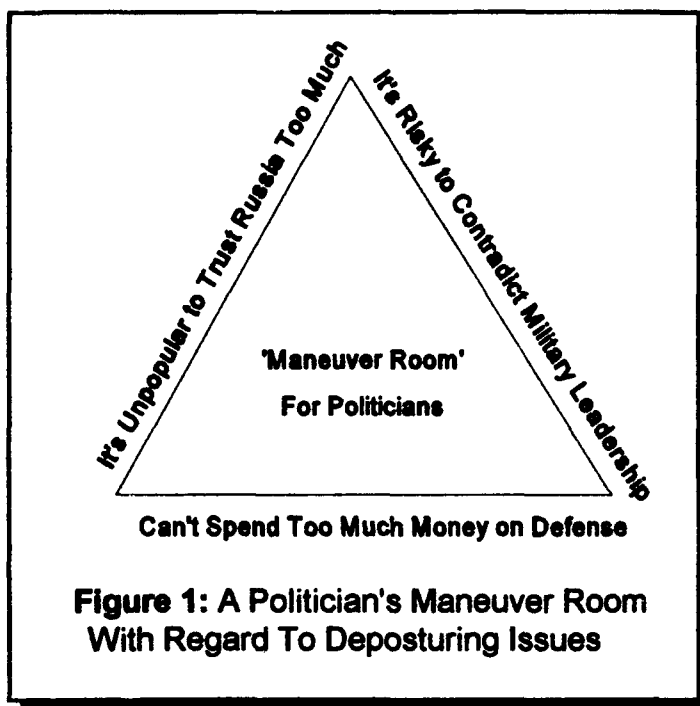 It's Unpopular to Trust Russia Too Much
It's Risky to Contradict Military Leadership
'Maneuver Room'
For Politicians
Can't Spend Too Much Money on Defense
Figure 1: A Politician's Maneuver Room
With Regard To Deposturing Issues